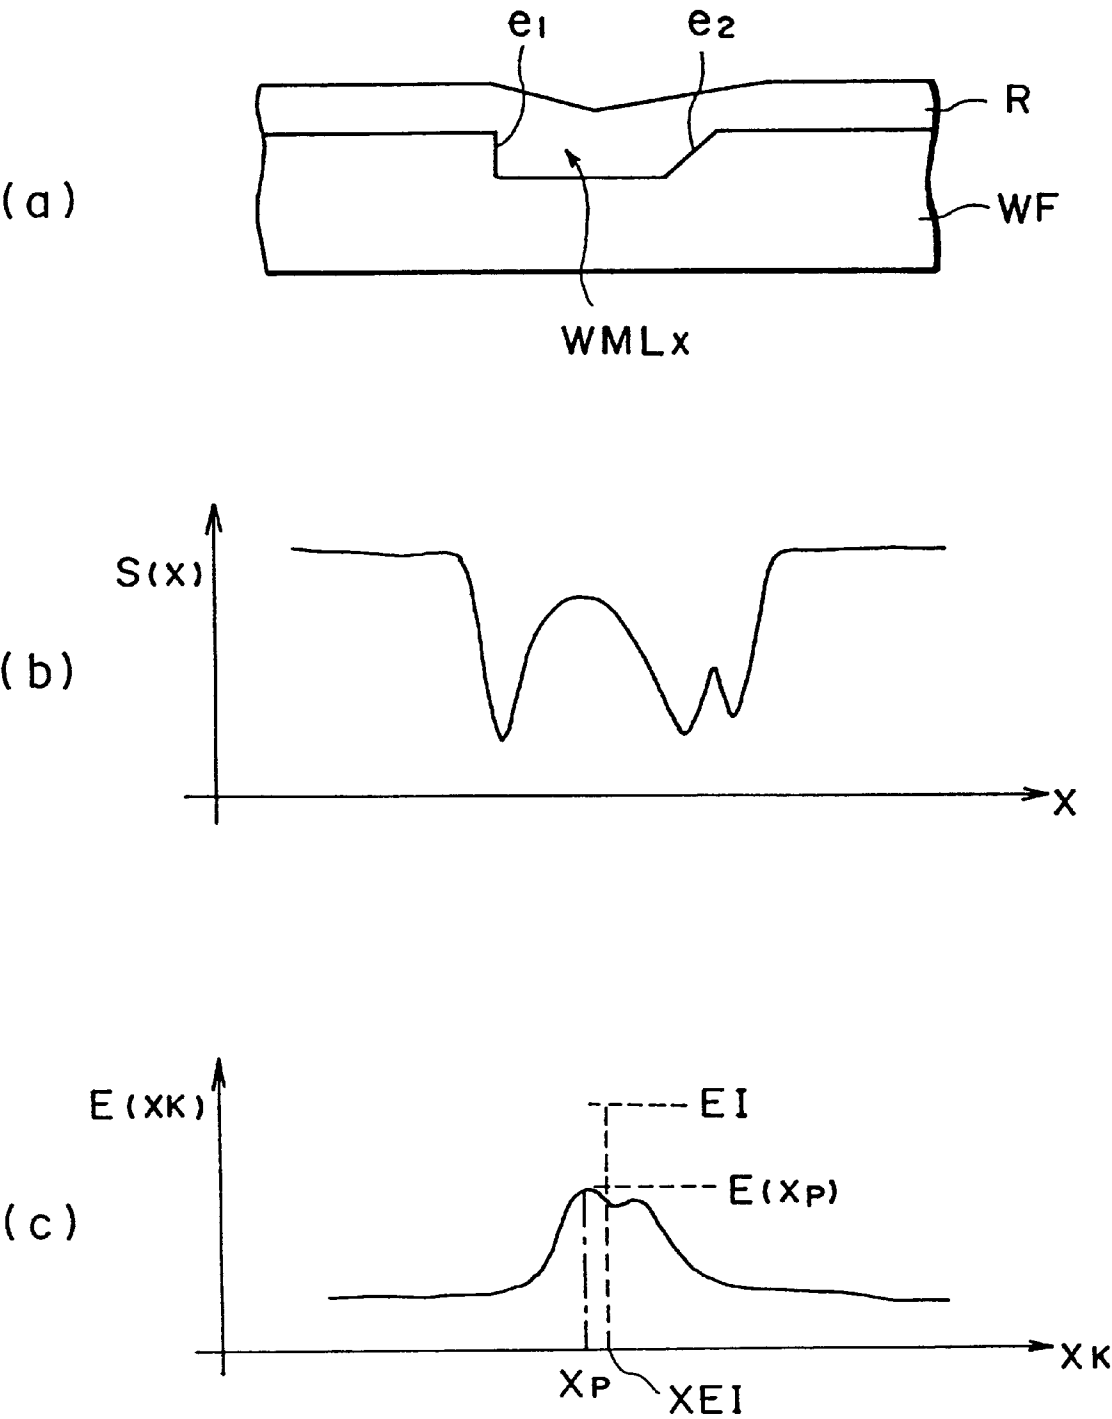 e1
e2
R
(a)
WF
WMLX
S(X)
(b)
X
E(XK)
EI
E(XP)
(c)
XP
XEI
XK